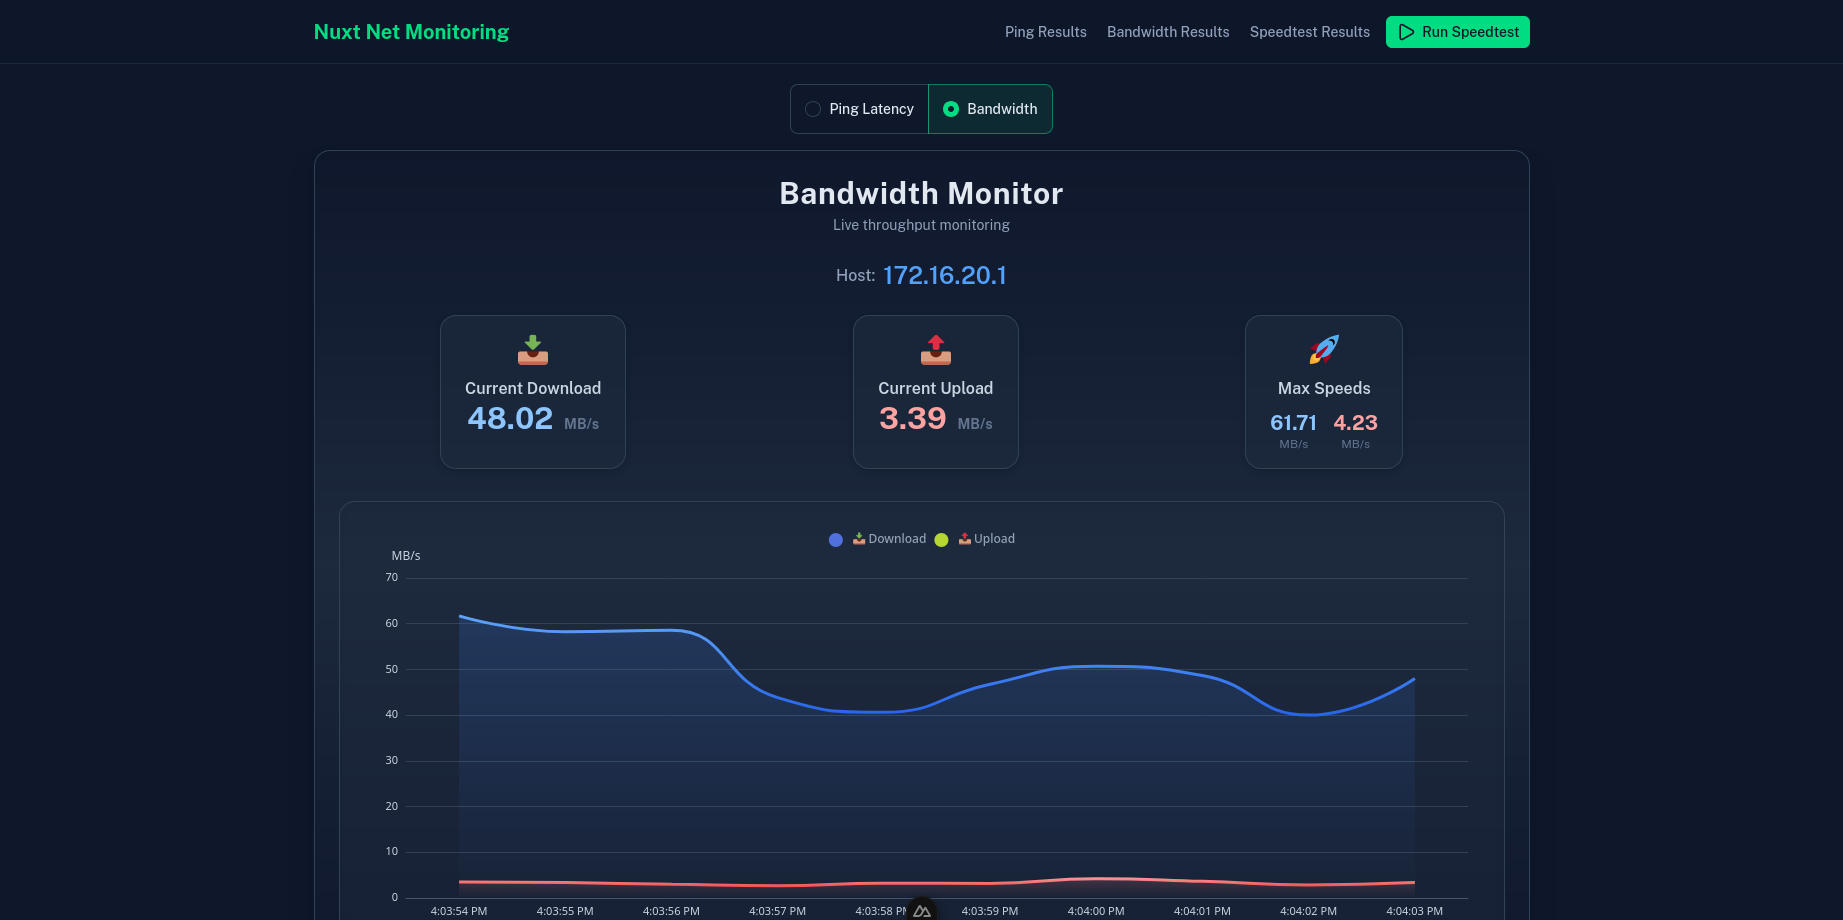 Nuxt Net Monitoring
Ping Results
Bandwidth Results
Speedtest Results
Run Speedtest
Ping Latency
Bandwidth
Bandwidth Monitor
Live throughput monitoring
Host: 172.16.20.1
Current Download
48.02 MB/s
Current Upload
3.39 MB/s
Max Speeds
61.71 4.23
MB/s MB/s
Download
Upload
MB/s
70
60
50
40
30
20
10
0
4:03:54 PM
4:03:55 PM
4:03:56 PM
4:03:57 PM
4:03:58 PM
4:03:59 PM
4:04:00 PM
4:04:01 PM
4:04:02 PM
4:04:03 PM